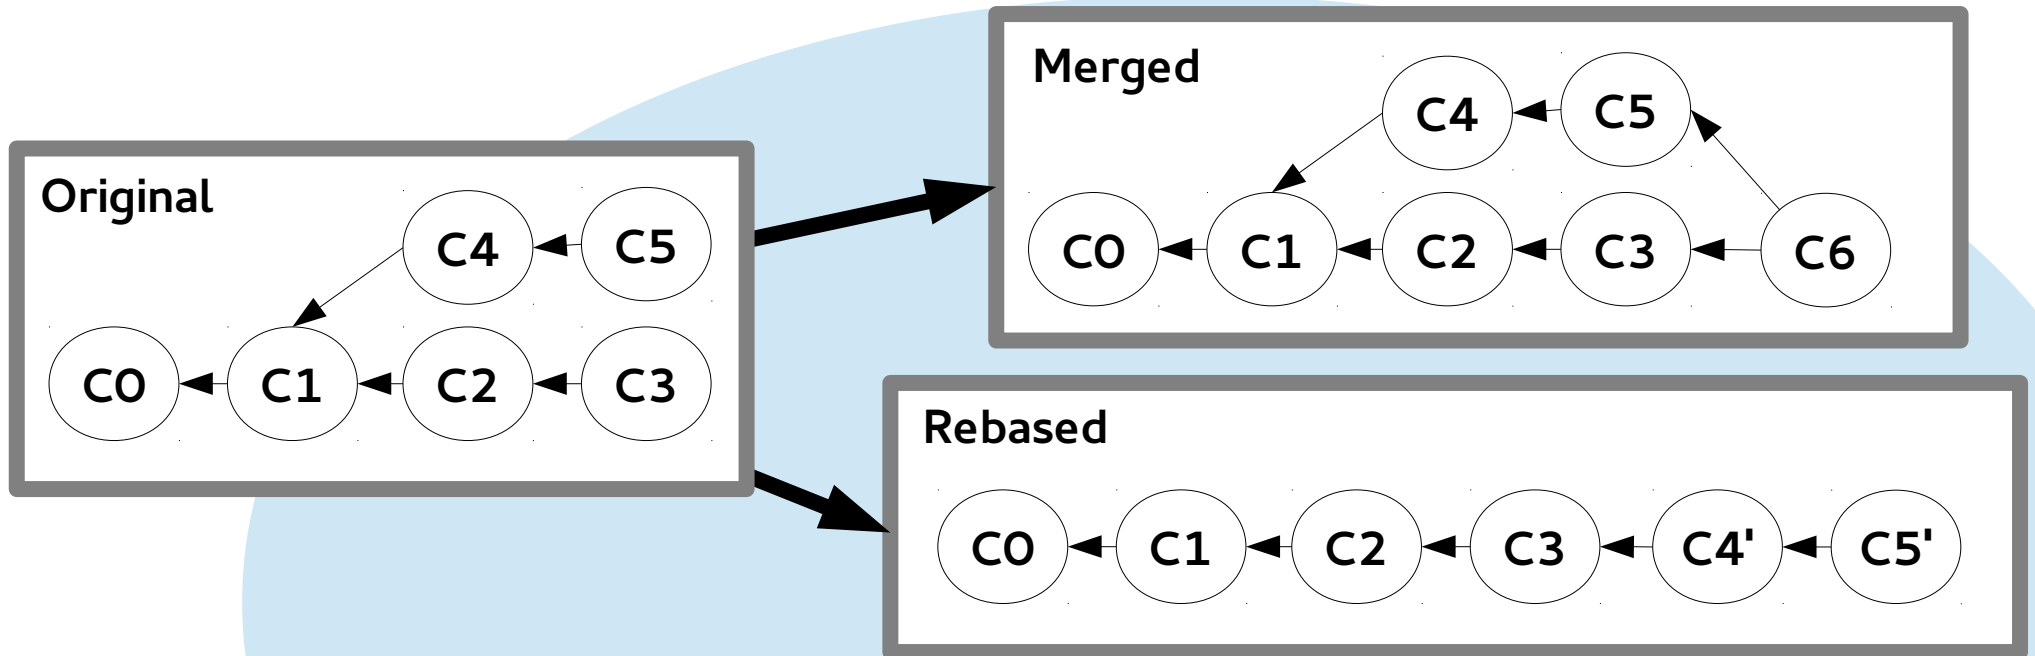 Original
C4 C5
C0 C1 C2 C3
Merged
C4 C5
C0 C1 C2 C3 C6
Rebased
C0 C1 C2 C3 C4' C5'